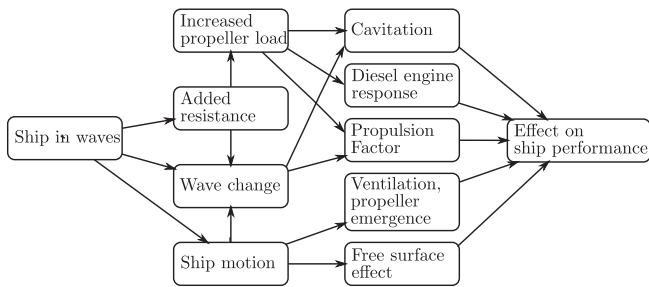 Increased
propeller load
Cavitation
Diesel engine
response
Added
resistance
Ship in waves
Propulsion
Factor
Effect on
ship performance
Wave change
Ventilation,
propeller
emergence
Ship motion
Free surface
effect